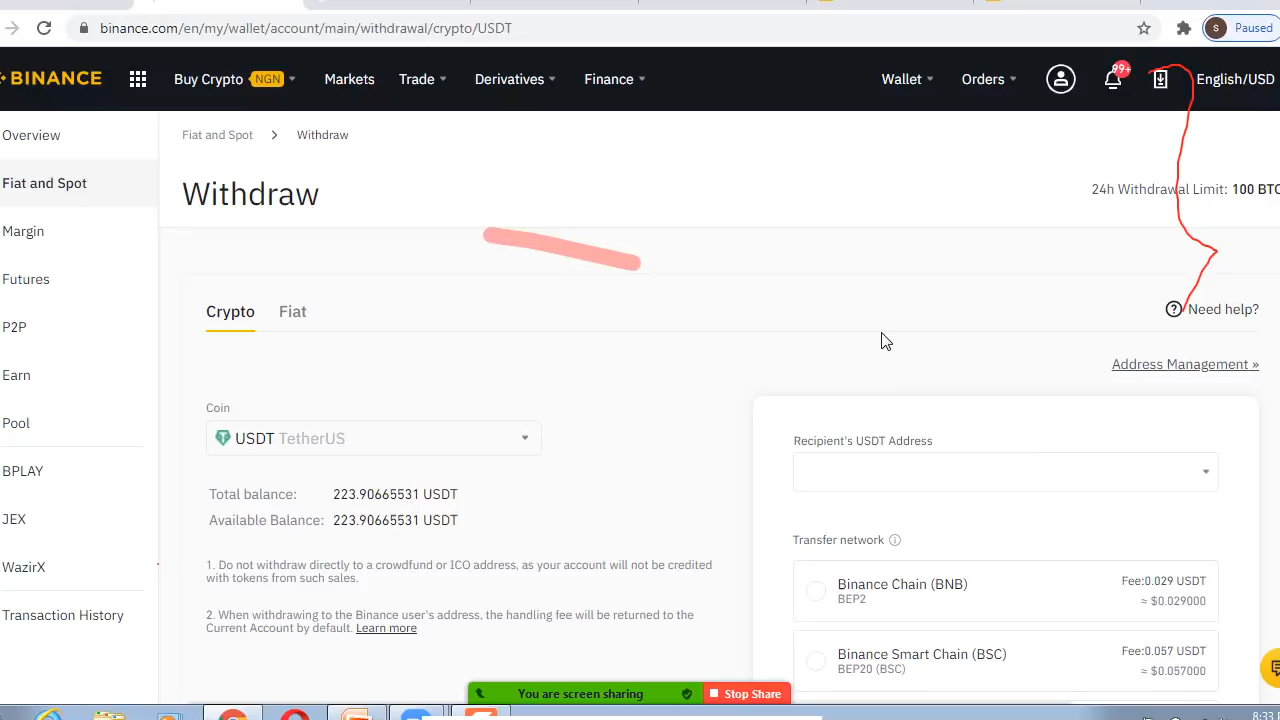 binance.com/en/my/wallet/account/main/withdrawal/crypto/USDT
S Paused
BINANCE Buy Crypto NGN Markets Trade Derivatives Finance Wallet Orders 99+ English/USD
Overview
Fiat and Spot
Margin
Futures
P2P
Earn
Pool
BPLAY
JEX
WazirX
Transaction History
Fiat and Spot > Withdraw
Withdraw
24h Withdrawal Limit: 100 BTC
Crypto Fiat
Need help?
Address Management »
Coin
USDT TetherUS
Total balance: 223.90665531 USDT
Available Balance: 223.90665531 USDT
1. Do not withdraw directly to a crowdfund or ICO address, as your account will not be credited
with tokens from such sales.
2. When withdrawing to the Binance user's address, the handling fee will be returned to the
Current Account by default. Learn more
Recipient's USDT Address
Transfer network
Binance Chain (BNB) Fee:0.029 USDT
BEP2 ≈ $0.029000
Binance Smart Chain (BSC) Fee:0.057 USDT
BEP20 (BSC) ≈ $0.057000
You are screen sharing Stop Share